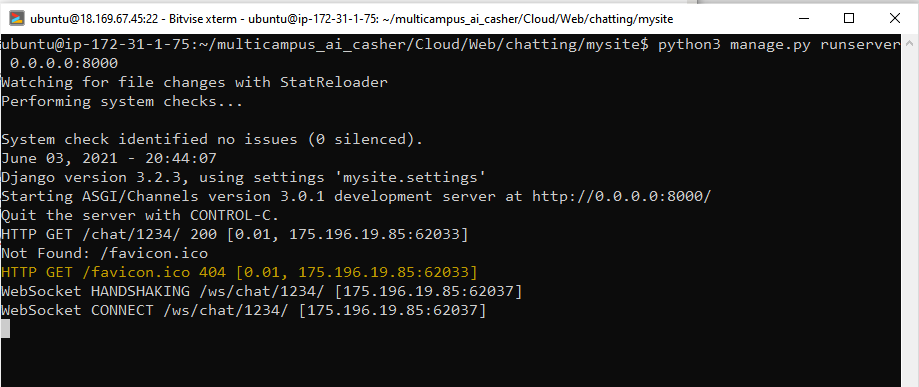 ubuntu@18.169.67.45:22 - Bitvise xterm - ubuntu@ip-172-31-1-75: ~/multicampus_ai_casher/Cloud/Web/chatting/mysite
ubuntu@ip-172-31-1-75:~/multicampus_ai_casher/Cloud/Web/chatting/mysite$ python3 manage.py runserver
0.0.0.0:8000
Watching for file changes with StatReloader
Performing system checks...
System check identified no issues (0 silenced).
June 03, 2021 - 20:44:07
Django version 3.2.3, using settings 'mysite.settings'
Starting ASGI/Channels version 3.0.1 development server at http://0.0.0.0:8000/
Quit the server with CONTROL-C.
HTTP GET /chat/1234/ 200 [0.01, 175.196.19.85:62033]
Not Found: /favicon.ico
HTTP GET /favicon.ico 404 [0.01, 175.196.19.85:62033]
WebSocket HANDSHAKING /ws/chat/1234/ [175.196.19.85:62037]
WebSocket CONNECT /ws/chat/1234/ [175.196.19.85:62037]